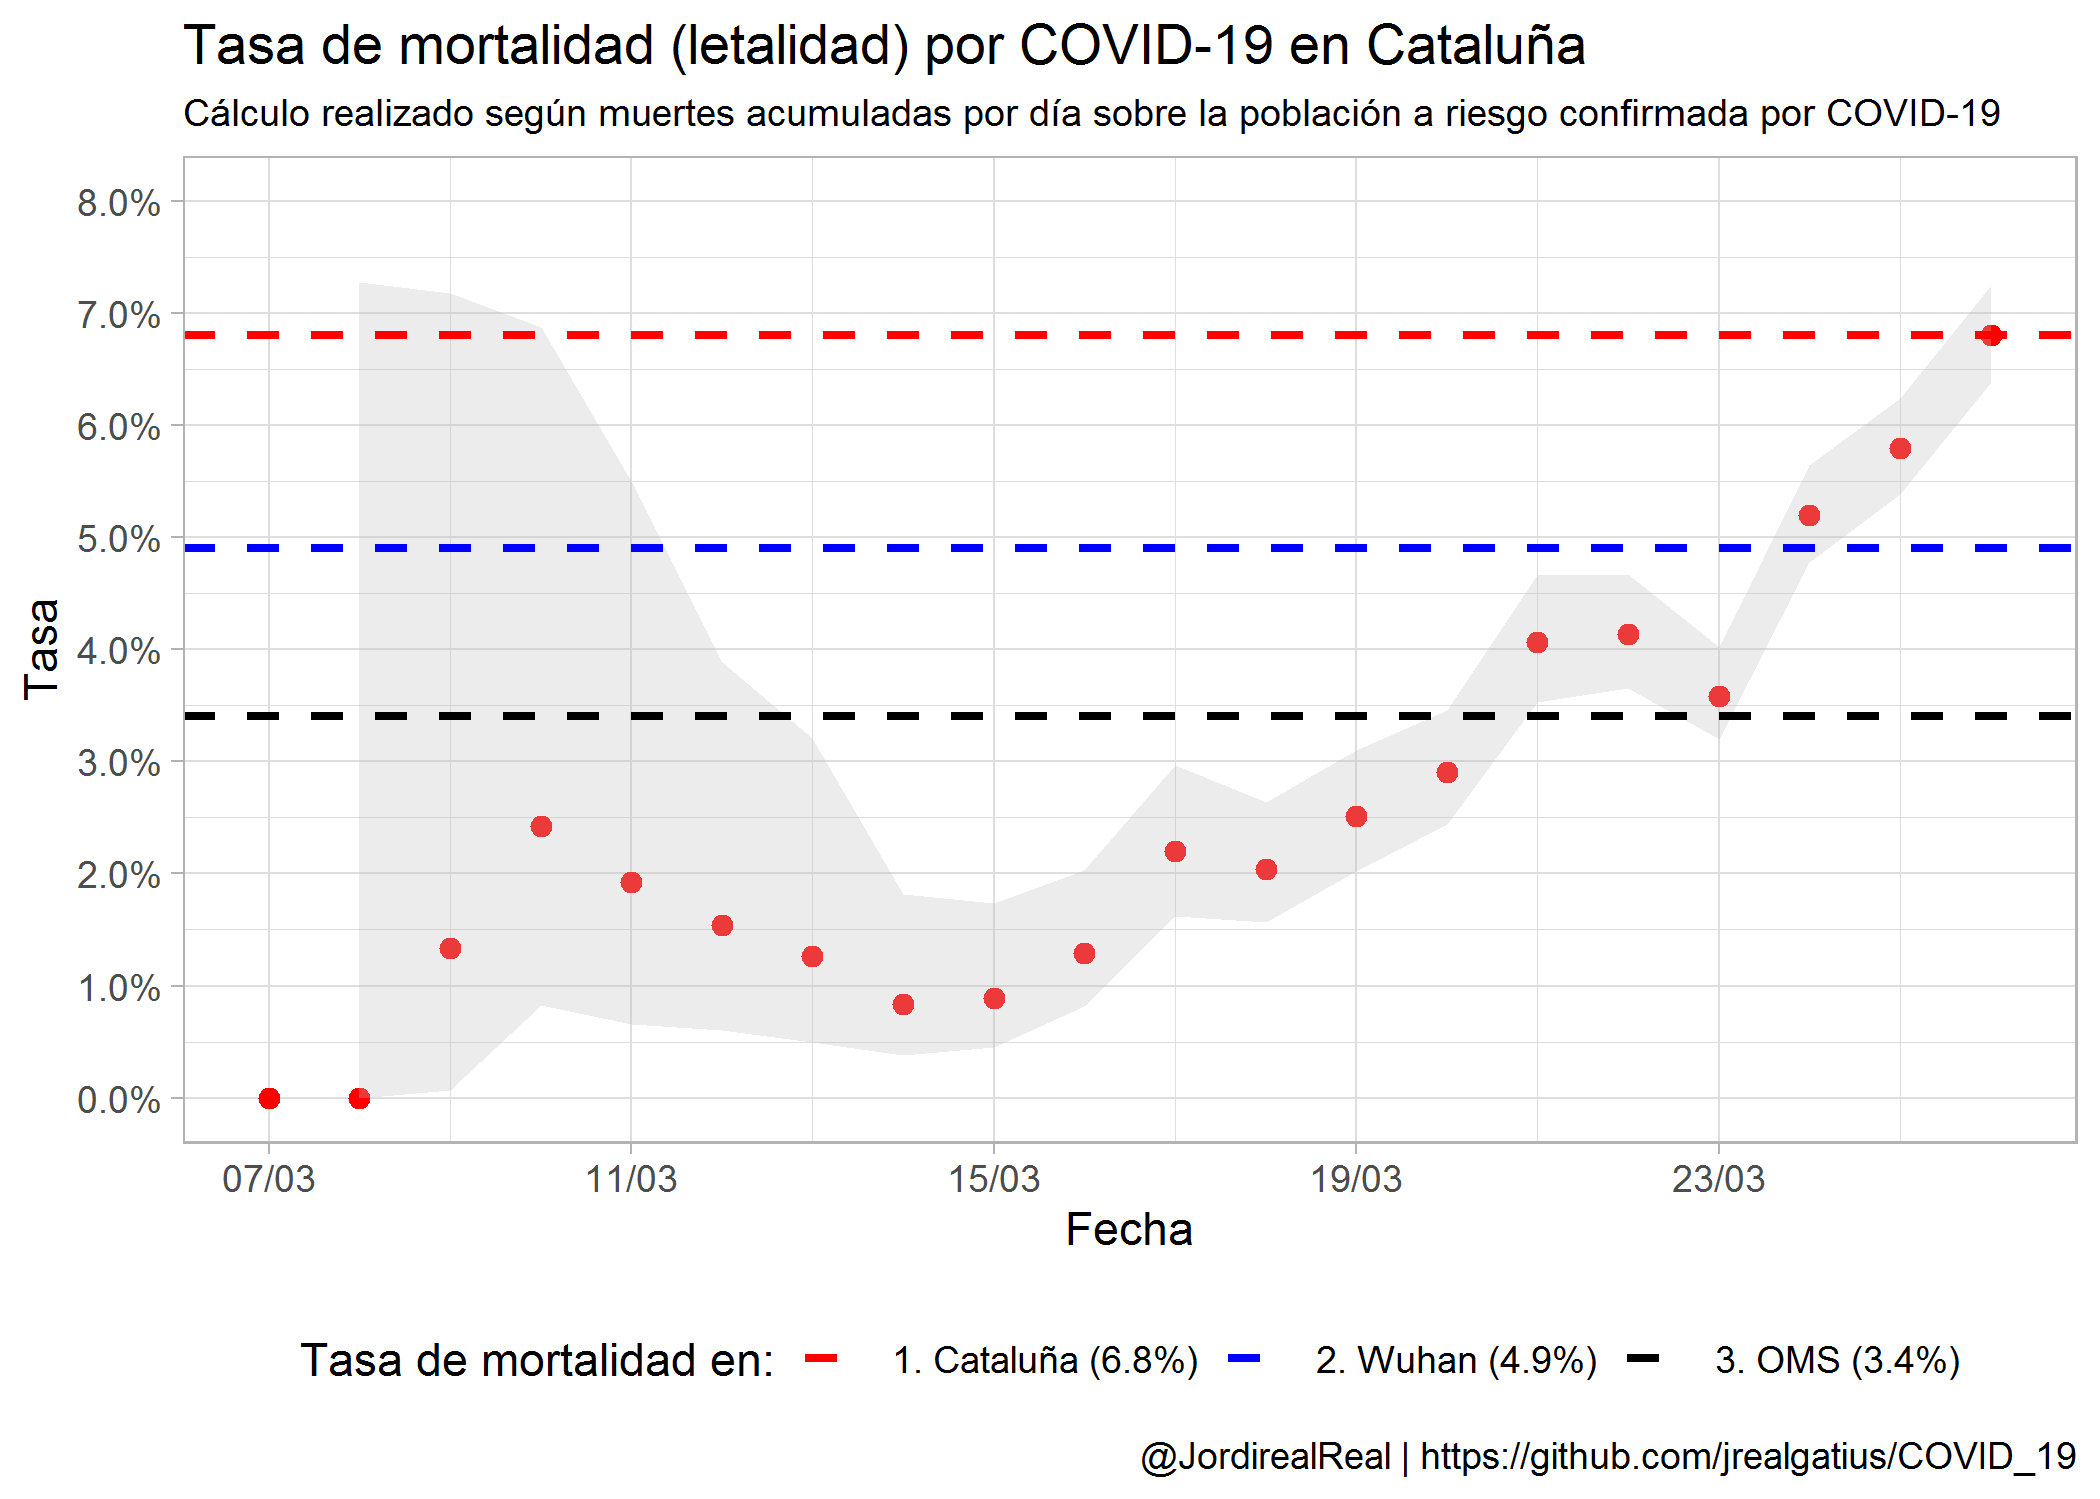 Tasa de mortalidad (letalidad) por COVID-19 en Cataluña
Cálculo realizado según muertes acumuladas por día sobre la población a riesgo confirmada por COVID-19
8.0%
7.0%
6.0%
5.0%
4.0%
3.0%
2.0%
1.0%
0.0%
Tasa
07/03 11/03 15/03 19/03 23/03
Fecha
Tasa de mortalidad en: 1. Cataluña (6.8%) 2. Wuhan (4.9%) 3. OMS (3.4%)
@JordirealReal | https://github.com/jrealgatius/COVID_19